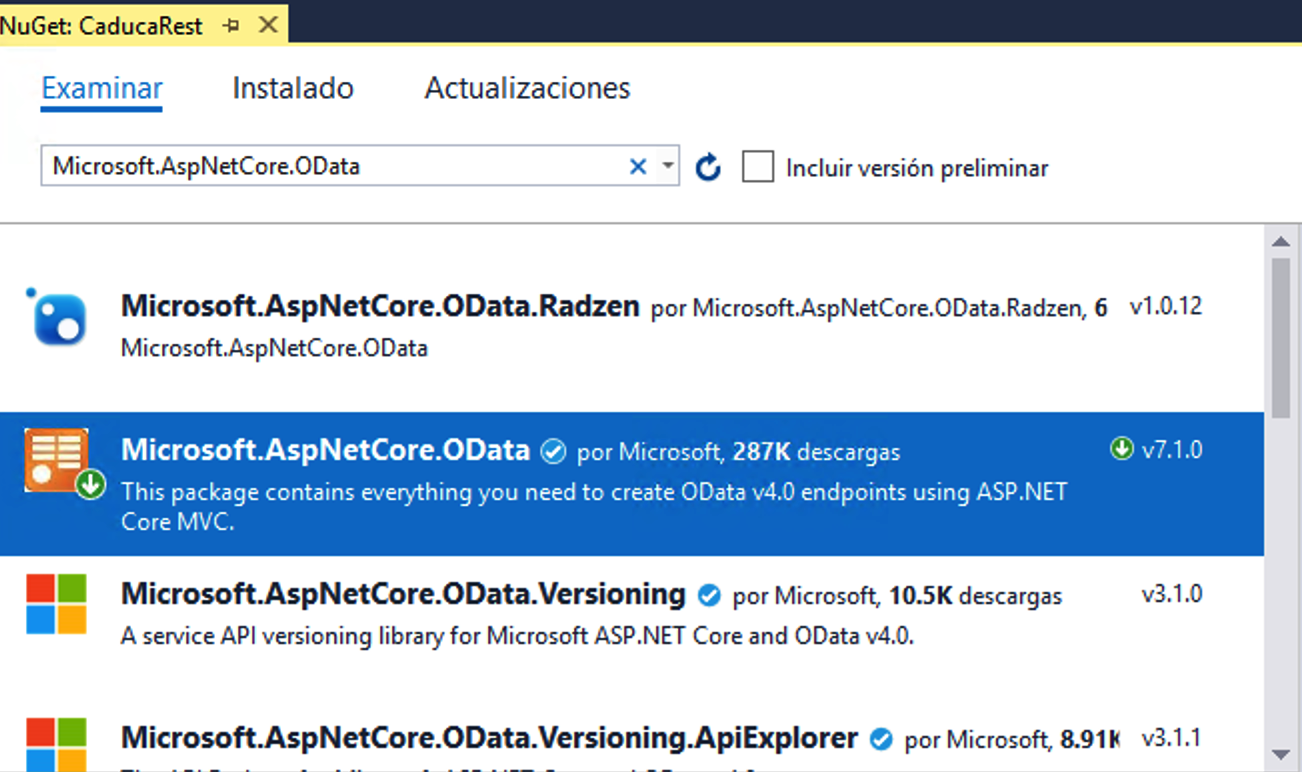 NuGet: CaducaRest
Examinar Instalado Actualizaciones
Microsoft.AspNetCore.OData Incluir versión preliminar
Microsoft.AspNetCore.OData.Radzen por Microsoft.AspNetCore.OData.Radzen, 6 v1.0.12
Microsoft.AspNetCore.OData
Microsoft.AspNetCore.OData por Microsoft, 287K descargas v7.1.0
This package contains everything you need to create OData v4.0 endpoints using ASP.NET
Core MVC.
Microsoft.AspNetCore.OData.Versioning por Microsoft, 10.5K descargas v3.1.0
A service API versioning library for Microsoft ASP.NET Core and OData v4.0.
Microsoft.AspNetCore.OData.Versioning.ApiExplorer por Microsoft, 8.91K v3.1.1